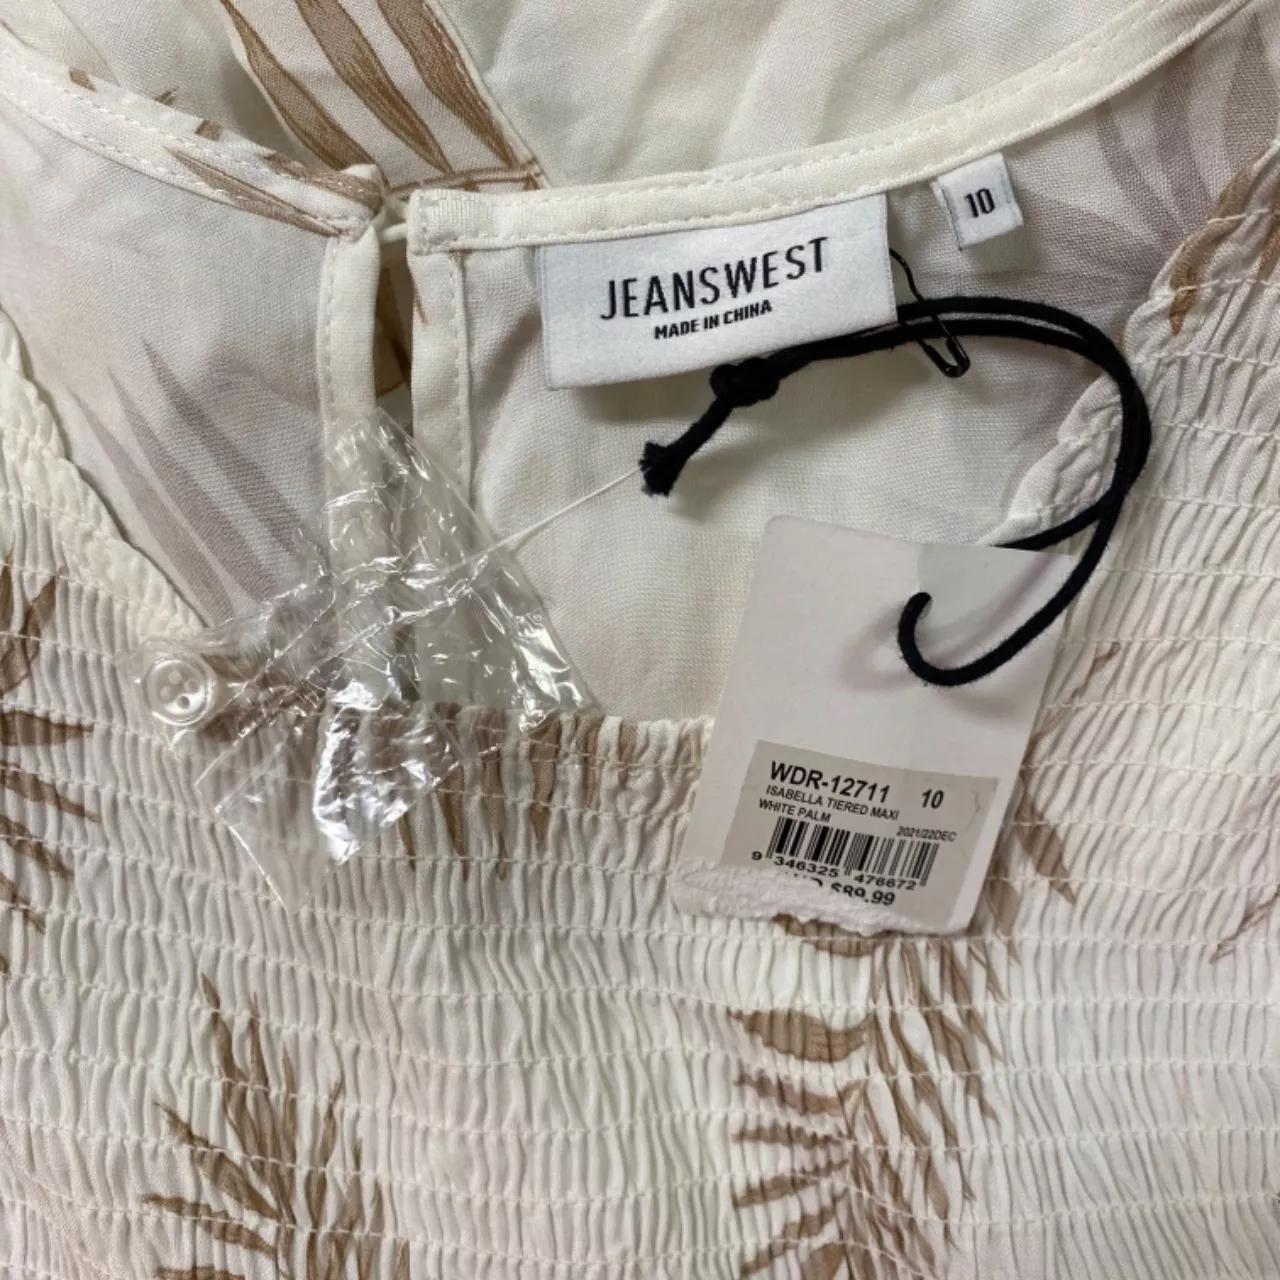 10
JEANSWEST
MADE IN CHINA
WDR-12711 10
ISABELLA TIERED MAXI
WHITE PALM
2021/22DEC
9 346325 476672
$89.99